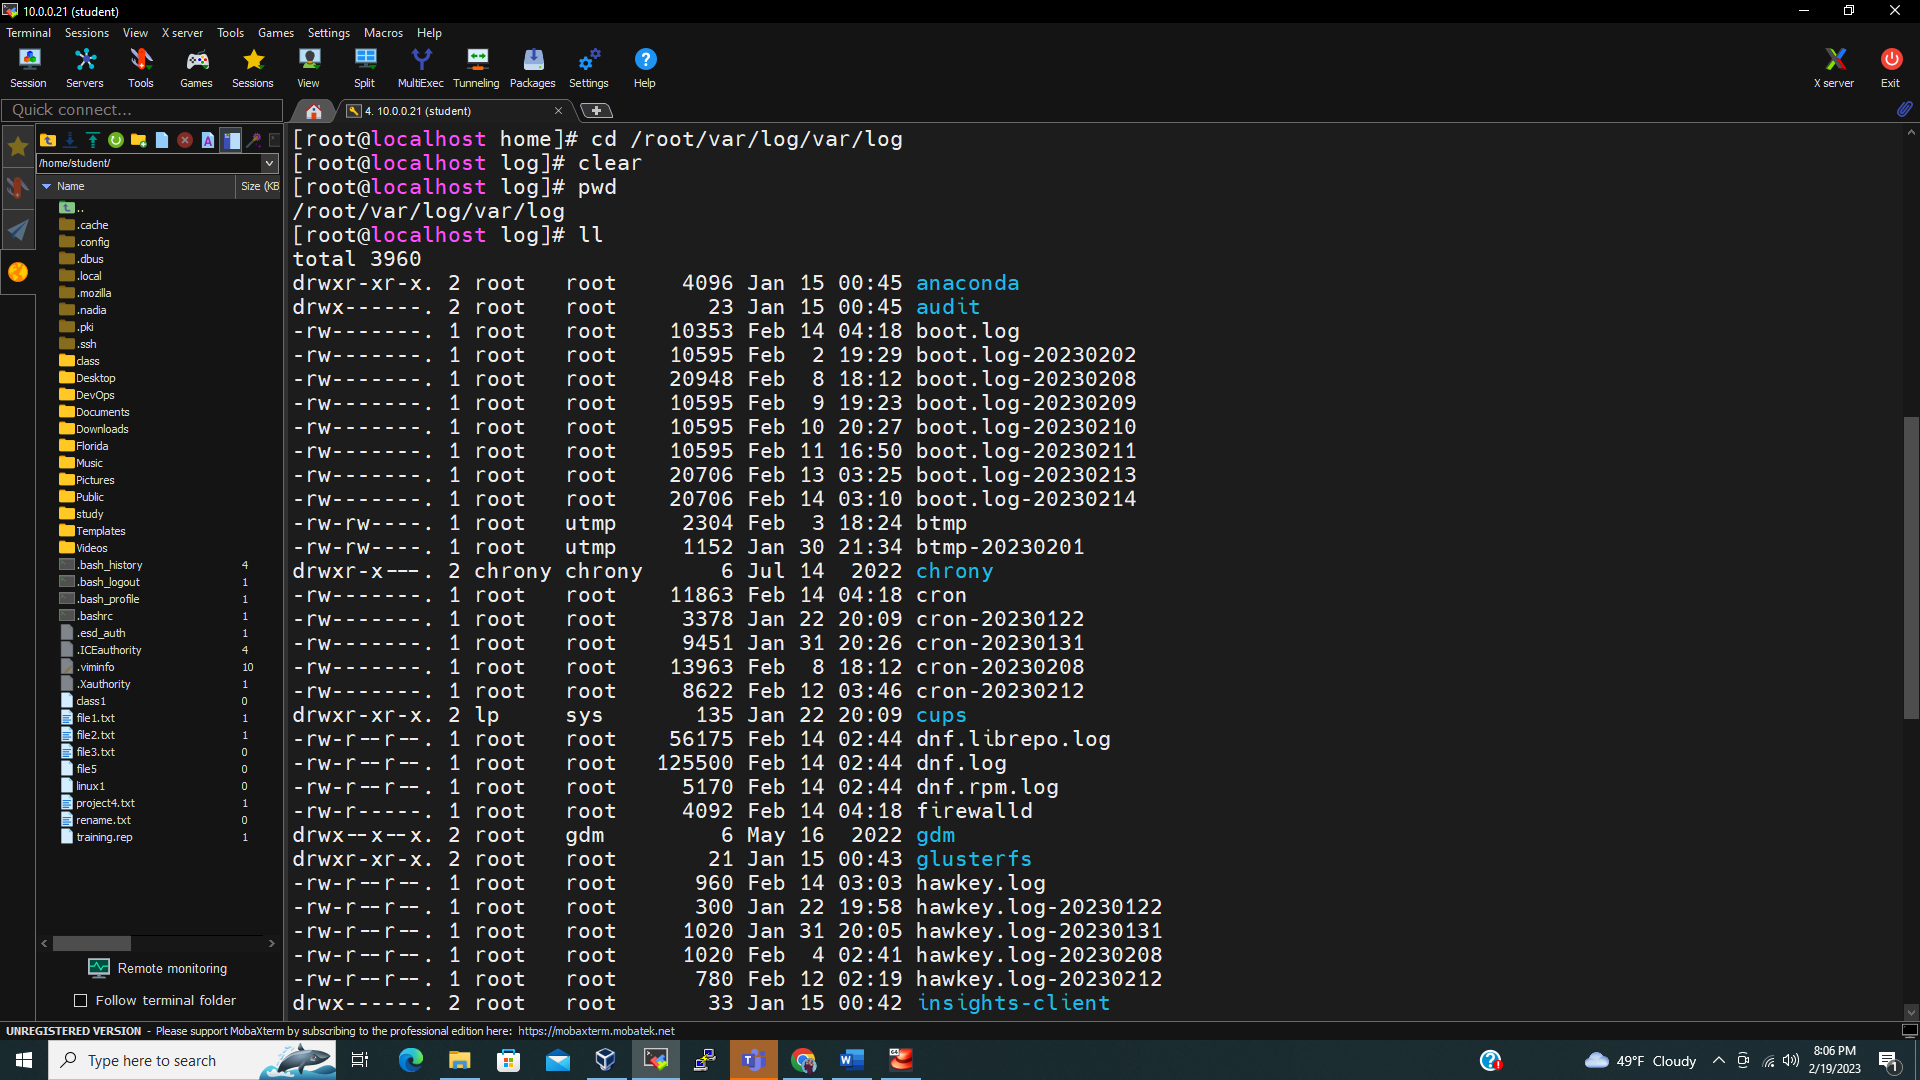 10.0.0.21 (student)
Terminal Sessions View X server Tools Games Settings Macros Help
Session Servers Tools Games Sessions View Split MultiExec Tunneling Packages Settings Help X server Exit
Quick connect...
4. 10.0.0.21 (student)
/home/student/
Name Size (KB
..
.cache
.config
.dbus
.local
.mozilla
.nadia
.pki
.ssh
class
Desktop
DevOps
Documents
Downloads
Florida
Music
Pictures
Public
study
Templates
Videos
.bash_history 4
.bash_logout 1
.bash_profile 1
.bashrc 1
.esd_auth 1
.ICEauthority 4
.viminfo 10
.Xauthority 1
class1 0
file1.txt 1
file2.txt 1
file3.txt 0
file5 0
linux1 0
project4.txt 1
rename.txt 0
training.rep 1
Remote monitoring
Follow terminal folder
[root@localhost home]# cd /root/var/log/var/log
[root@localhost log]# clear
[root@localhost log]# pwd
/root/var/log/var/log
[root@localhost log]# ll
total 3960
drwxr-xr-x. 2 root   root     4096 Jan 15 00:45 anaconda
drwx------. 2 root   root       23 Jan 15 00:45 audit
-rw-------. 1 root   root    10353 Feb 14 04:18 boot.log
-rw-------. 1 root   root    10595 Feb  2 19:29 boot.log-20230202
-rw-------. 1 root   root    20948 Feb  8 18:12 boot.log-20230208
-rw-------. 1 root   root    10595 Feb  9 19:23 boot.log-20230209
-rw-------. 1 root   root    10595 Feb 10 20:27 boot.log-20230210
-rw-------. 1 root   root    10595 Feb 11 16:50 boot.log-20230211
-rw-------. 1 root   root    20706 Feb 13 03:25 boot.log-20230213
-rw-------. 1 root   root    20706 Feb 14 03:10 boot.log-20230214
-rw-rw----. 1 root   utmp     2304 Feb  3 18:24 btmp
-rw-rw----. 1 root   utmp     1152 Jan 30 21:34 btmp-20230201
drwxr-x---. 2 chrony chrony      6 Jul 14  2022 chrony
-rw-------. 1 root   root    11863 Feb 14 04:18 cron
-rw-------. 1 root   root     3378 Jan 22 20:09 cron-20230122
-rw-------. 1 root   root     9451 Jan 31 20:26 cron-20230131
-rw-------. 1 root   root    13963 Feb  8 18:12 cron-20230208
-rw-------. 1 root   root     8622 Feb 12 03:46 cron-20230212
drwxr-xr-x. 2 lp     sys       135 Jan 22 20:09 cups
-rw-r--r--. 1 root   root    56175 Feb 14 02:44 dnf.librepo.log
-rw-r--r--. 1 root   root   125500 Feb 14 02:44 dnf.log
-rw-r--r--. 1 root   root     5170 Feb 14 02:44 dnf.rpm.log
-rw-r-----. 1 root   root     4092 Feb 14 04:18 firewalld
drwx--x--x. 2 root   gdm         6 May 16  2022 gdm
drwxr-xr-x. 2 root   root       21 Jan 15 00:43 glusterfs
-rw-r--r--. 1 root   root      960 Feb 14 03:03 hawkey.log
-rw-r--r--. 1 root   root      300 Jan 22 19:58 hawkey.log-20230122
-rw-r--r--. 1 root   root     1020 Jan 31 20:05 hawkey.log-20230131
-rw-r--r--. 1 root   root     1020 Feb  4 02:41 hawkey.log-20230208
-rw-r--r--. 1 root   root      780 Feb 12 02:19 hawkey.log-20230212
drwx------. 2 root   root       33 Jan 15 00:42 insights-client
UNREGISTERED VERSION - Please support MobaXterm by subscribing to the professional edition here: https://mobaxterm.mobatek.net
Type here to search
49°F Cloudy
8:06 PM
2/19/2023
1